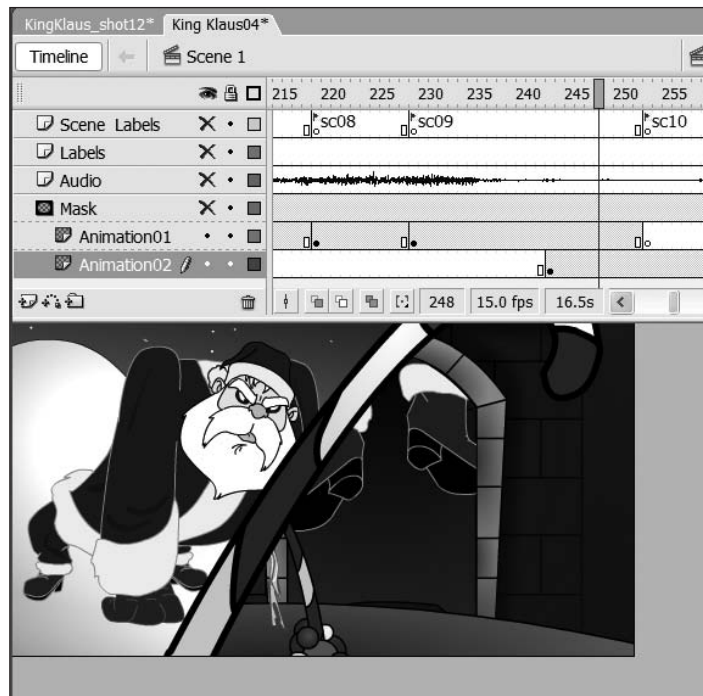 KingKlaus_shot12* King Klaus04*
Timeline Scene 1
215 220 225 230 235 240 245 250 255
Scene Labels sc08 sc09 sc10
Labels
Audio
Mask
Animation01
Animation02
248 15.0 fps 16.5s